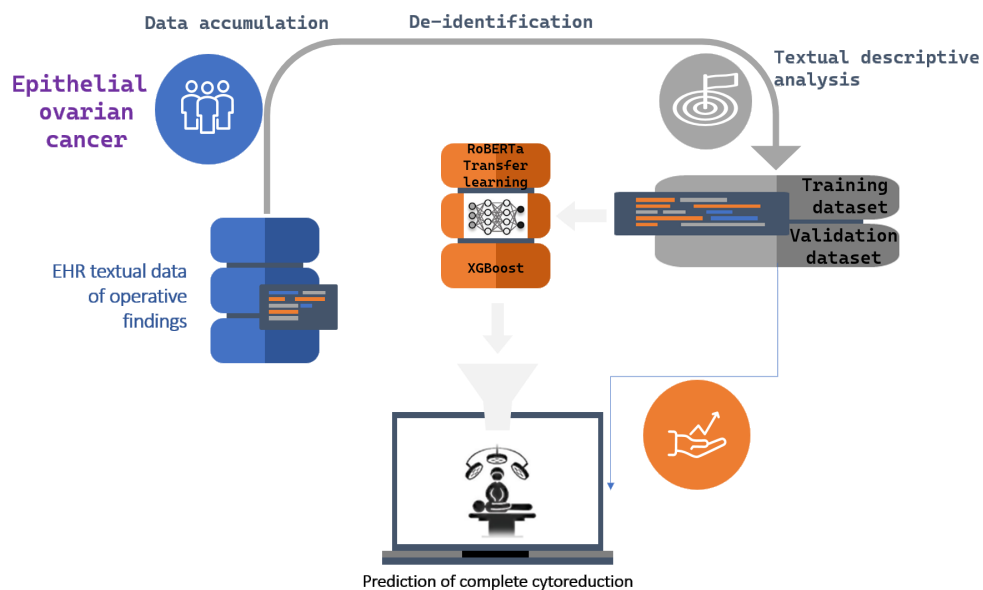 Data accumulation
De-identification
Epithelial
ovarian
cancer
Textual descriptive
analysis
RoBERTa
Transfer
learning
XGBoost
Training
dataset
Validation
dataset
EHR textual data
of operative
findings
Prediction of complete cytoreduction